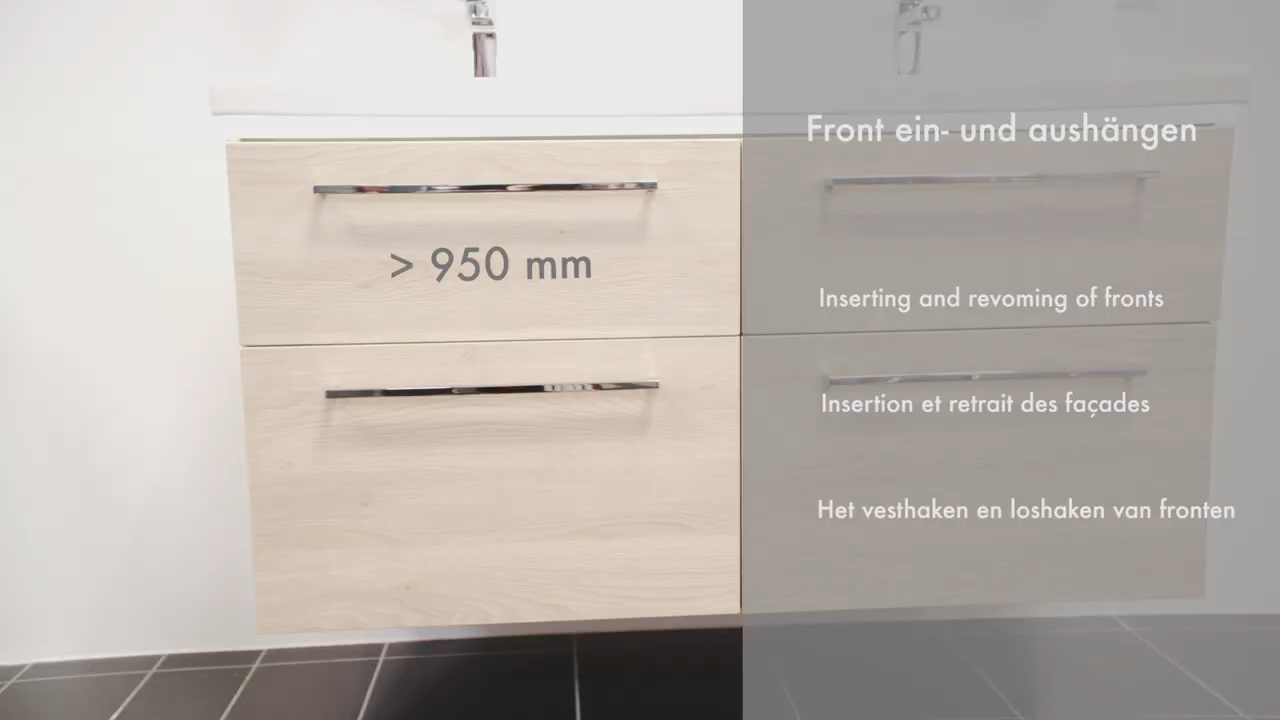 Front ein- und aushängen
> 950 mm
Inserting and revoming of fronts
Insertion et retrait des façades
Het vesthaken en loshaken van fronten